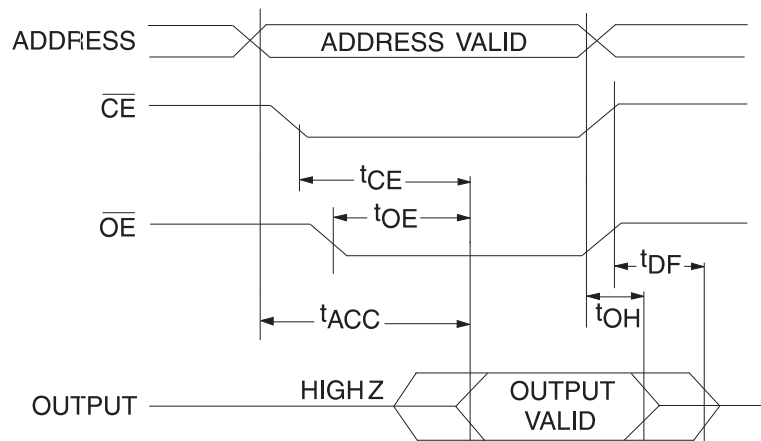 ADDRESS
ADDRESS VALID
CE
tCE
tOE
OE
tDF
tACC
tOH
HIGH Z
OUTPUT
OUTPUT VALID